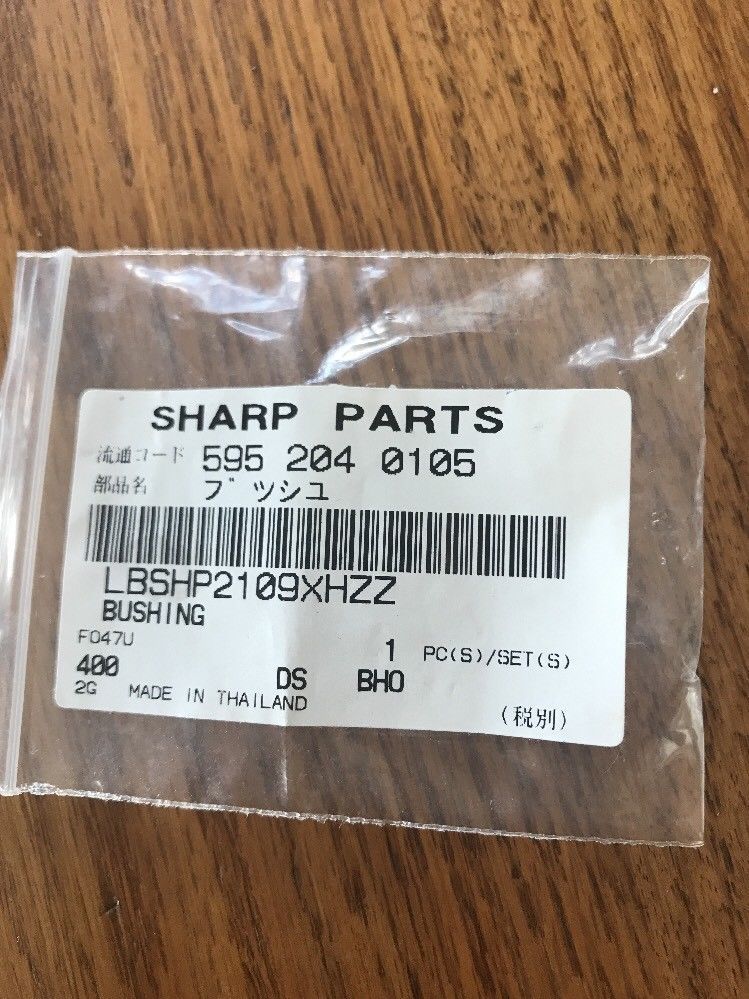 SHARP PARTS
流通コード 595 204 0105
部品名 ブッシュ
LBSHP2109XHZZ
BUSHING
F047U 1 PC(S)/SET(S)
400 DS BHO
2G MADE IN THAILAND
(税別)